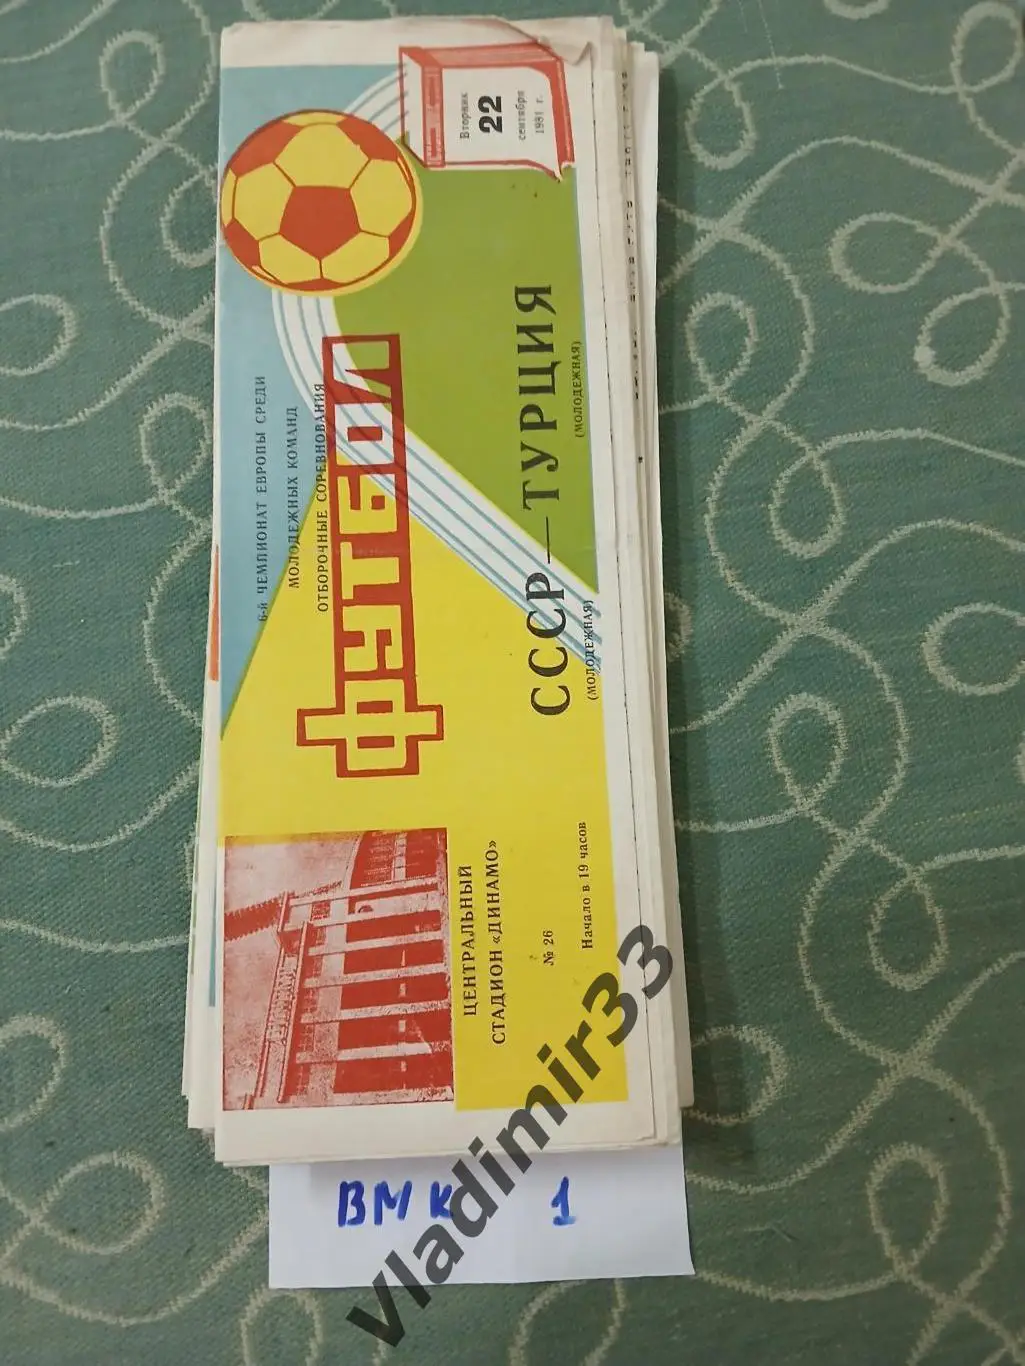 Вторник
22
сентября
1981 г.
6-й ЧЕМПИОНАТ ЕВРОПЫ СРЕДИ
МОЛОДЕЖНЫХ КОМАНД
ОТБОРОЧНЫЕ СОРЕВНОВАНИЯ
ФУТБОЛ
СССР—ТУРЦИЯ
(МОЛОДЕЖНАЯ) (МОЛОДЕЖНАЯ)
ЦЕНТРАЛЬНЫЙ
СТАДИОН «ДИНАМО»
№ 26
Начало в 19 часов
ВМК 1
vladimir33